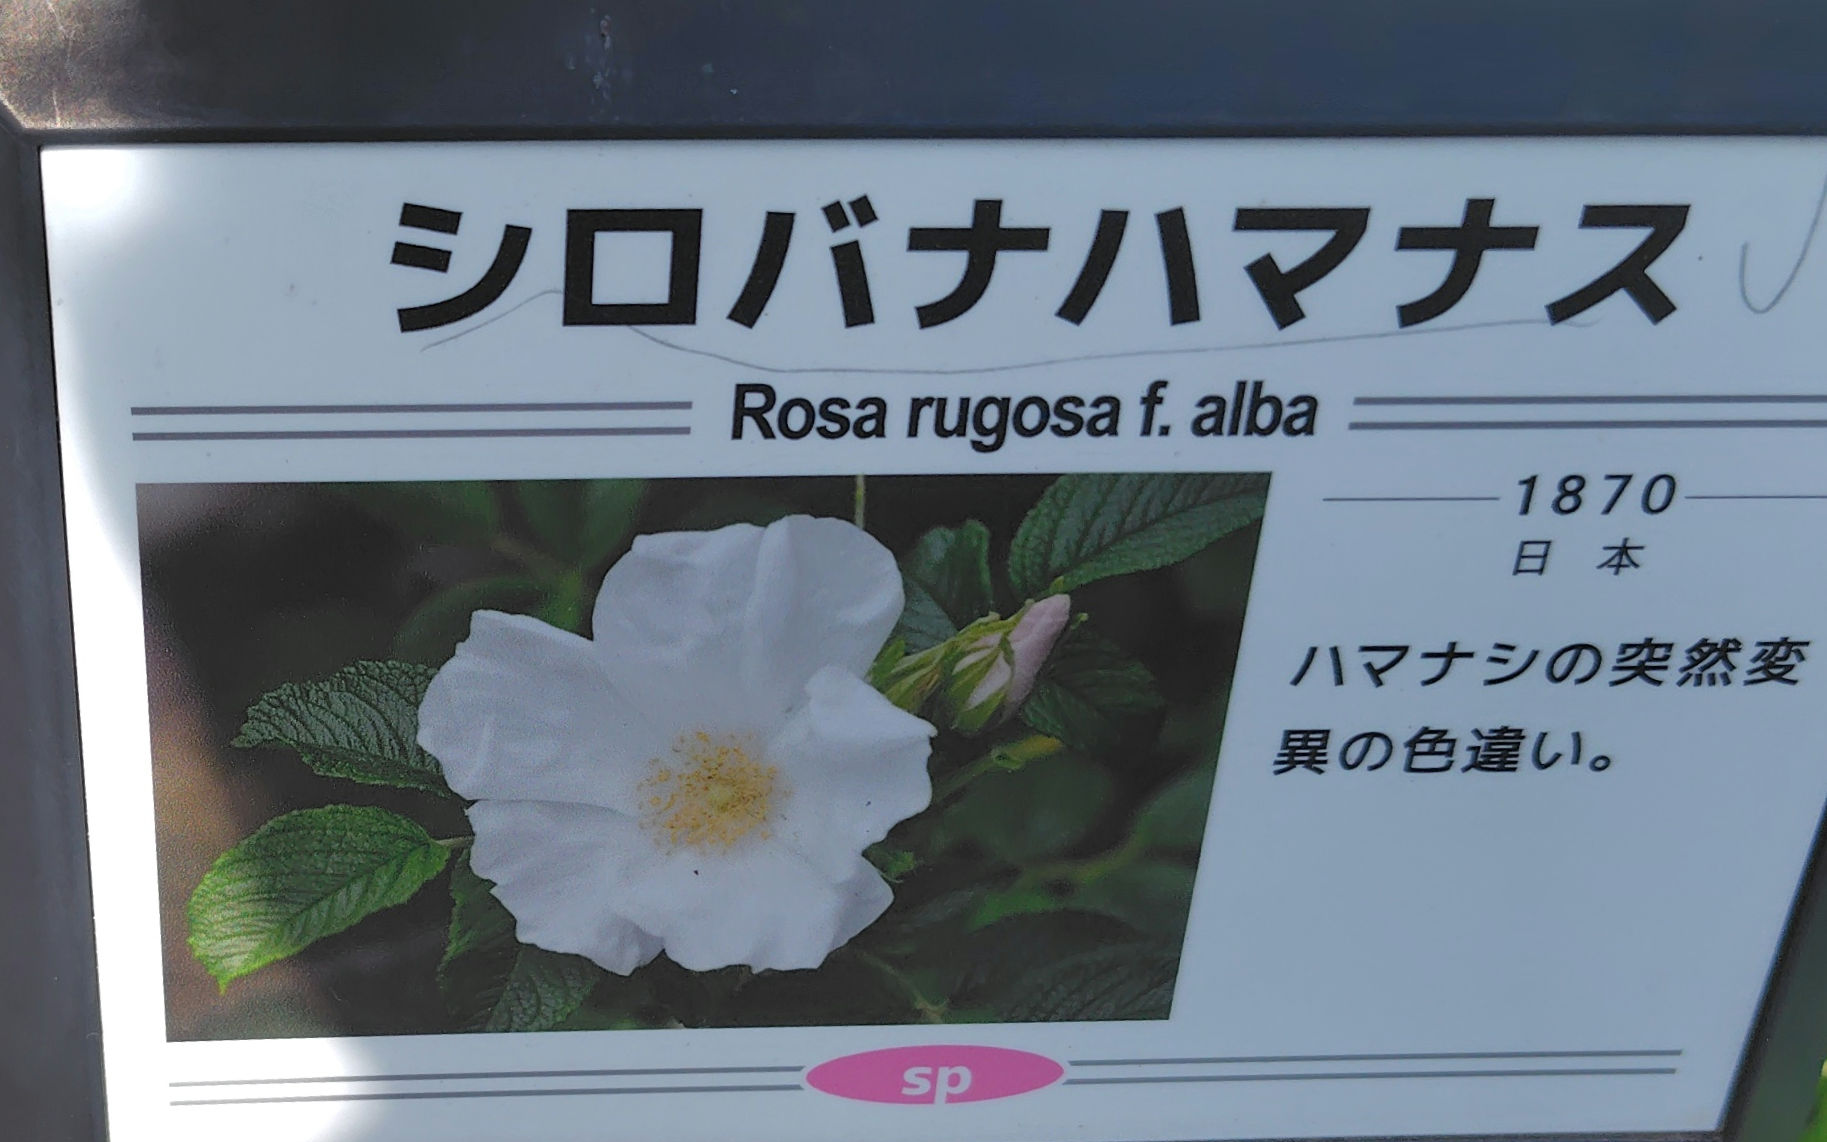 シロバナハマナス
Rosa rugosa f. alba
1870
日本
ハマナシの突然変
異の色違い。
sp